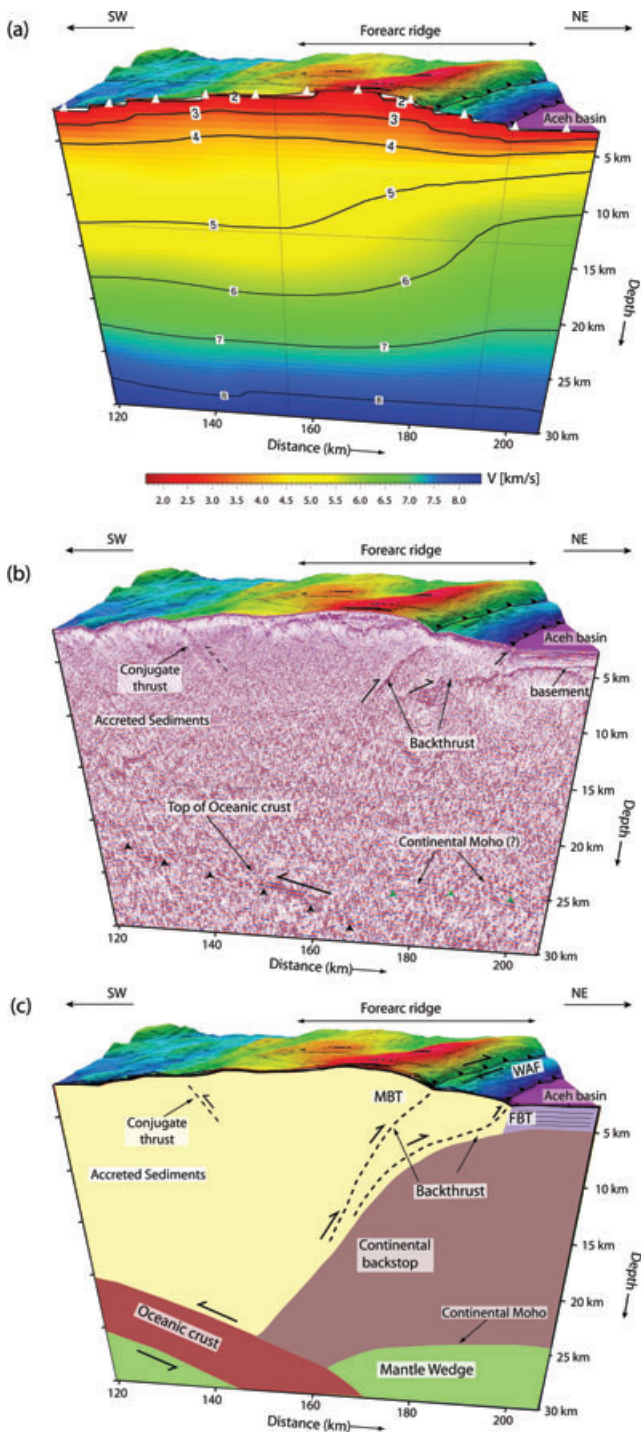 (a)
SW
Forearc ridge
NE
2
2
3
3
4
4
Aceh basin
5
5
6
6
7
7
8
8
5 km
10 km
15 km
20 km
25 km
30 km
Depth
120
140
160
180
200
Distance (km)
V [km/s]
2.0 2.5 3.0 3.5 4.0 4.5 5.0 5.5 6.0 6.5 7.0 7.5 8.0
(b)
SW
Forearc ridge
NE
Aceh basin
Conjugate
thrust
basement
Accreted Sediments
Backthrust
Top of Oceanic crust
Continental Moho (?)
5 km
10 km
15 km
20 km
25 km
30 km
Depth
120
140
160
180
200
Distance (km)
(c)
SW
Forearc ridge
NE
WAF
MBT
Aceh basin
FBT
Conjugate
thrust
Accreted Sediments
Backthrust
Continental
backstop
Oceanic crust
Continental Moho
Mantle Wedge
5 km
10 km
15 km
20 km
25 km
30 km
Depth
120
140
160
180
200
Distance (km)